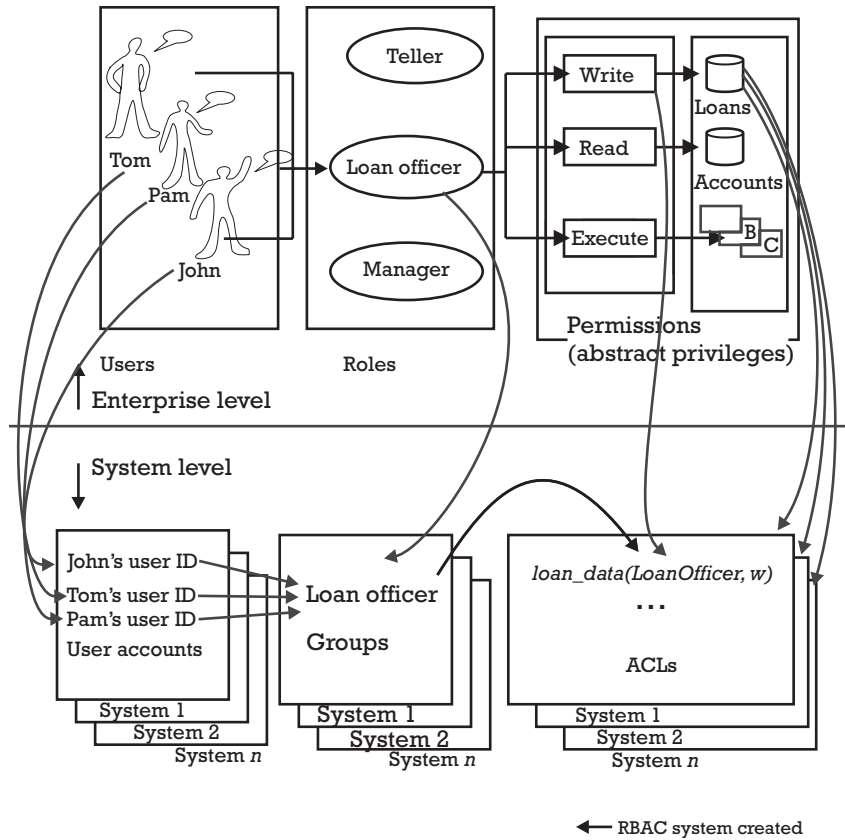 Teller
Write
Loans
Tom
Loan officer
Read
Pam
Accounts
B
Execute
C
John
Manager
Permissions
(abstract privileges)
Users
Roles
Enterprise level
System level
John's user ID
Tom's user ID
Pam's user ID
User accounts
System 1
System 2
System n
Loan officer
Groups
System 1
System 2
System n
loan_data(LoanOfficer, w)
...
ACLs
System 1
System 2
System n
RBAC system created